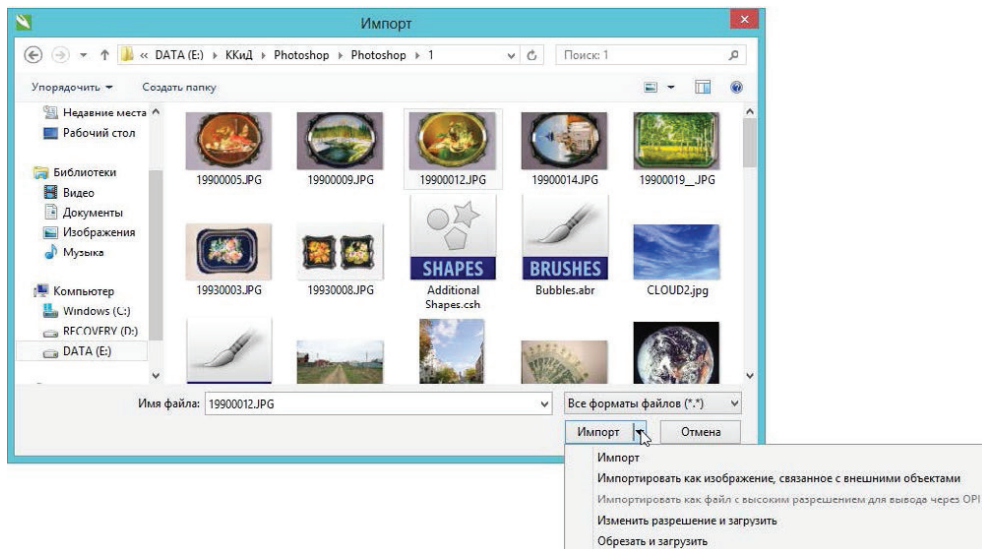 Импорт
« DATA (E:) ▸ ККиД ▸ Photoshop ▸ Photoshop ▸ 1
Поиск: 1
Упорядочить
Создать папку
Недавние места
Рабочий стол
Библиотеки
Видео
Документы
Изображения
Музыка
Компьютер
Windows (C:)
RECOVERY (D:)
DATA (E:)
19900005.JPG
19900009.JPG
19900012.JPG
19900014.JPG
19900019__.JPG
SHAPES
BRUSHES
19930003.JPG
19930008.JPG
Additional
Shapes.csh
Bubbles.abr
CLOUD2.jpg
Имя файла: 19900012.JPG
Все форматы файлов (*.*)
Импорт
Отмена
Импорт
Импортировать как изображение, связанное с внешними объектами
Импортировать как файл с высоким разрешением для вывода через OPI
Изменить разрешение и загрузить
Обрезать и загрузить